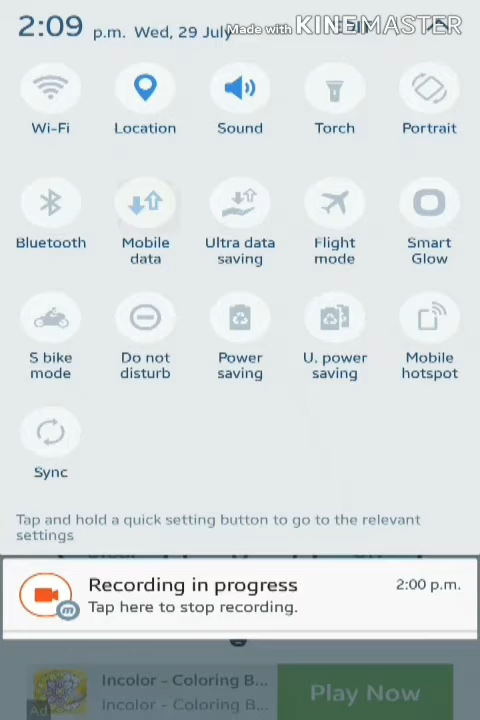 2:09 p.m. Wed, 29 July
Made with KINEMASTER
Wi-Fi
Location
Sound
Torch
Portrait
Bluetooth
Mobile data
Ultra data saving
Flight mode
Smart Glow
S bike mode
Do not disturb
Power saving
U. power saving
Mobile hotspot
Sync
Tap and hold a quick setting button to go to the relevant
settings
Recording in progress 2:00 p.m.
Tap here to stop recording.
Incolor - Coloring B...
Incolor - Coloring B...
Ad
Play Now